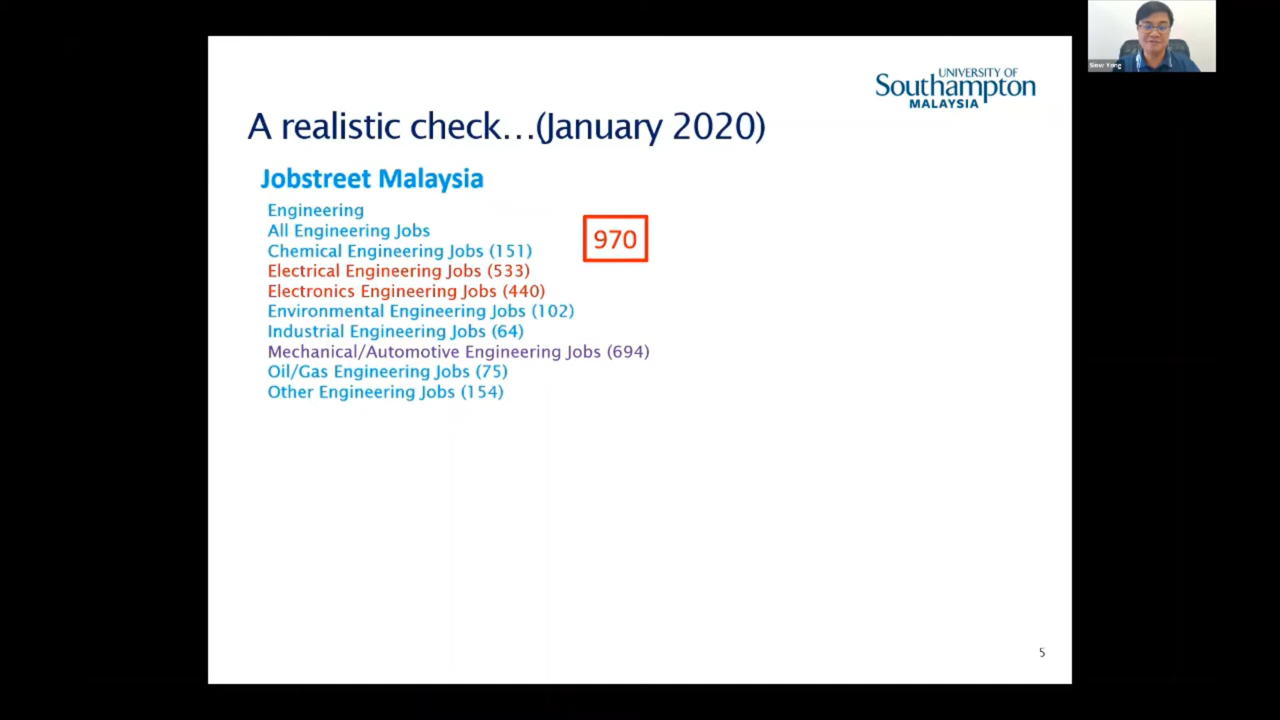 UNIVERSITY OF
Southampton
MALAYSIA
A realistic check...(January 2020)
Jobstreet Malaysia
Engineering
All Engineering Jobs
Chemical Engineering Jobs (151)
970
Electrical Engineering Jobs (533)
Electronics Engineering Jobs (440)
Environmental Engineering Jobs (102)
Industrial Engineering Jobs (64)
Mechanical/Automotive Engineering Jobs (694)
Oil/Gas Engineering Jobs (75)
Other Engineering Jobs (154)
5